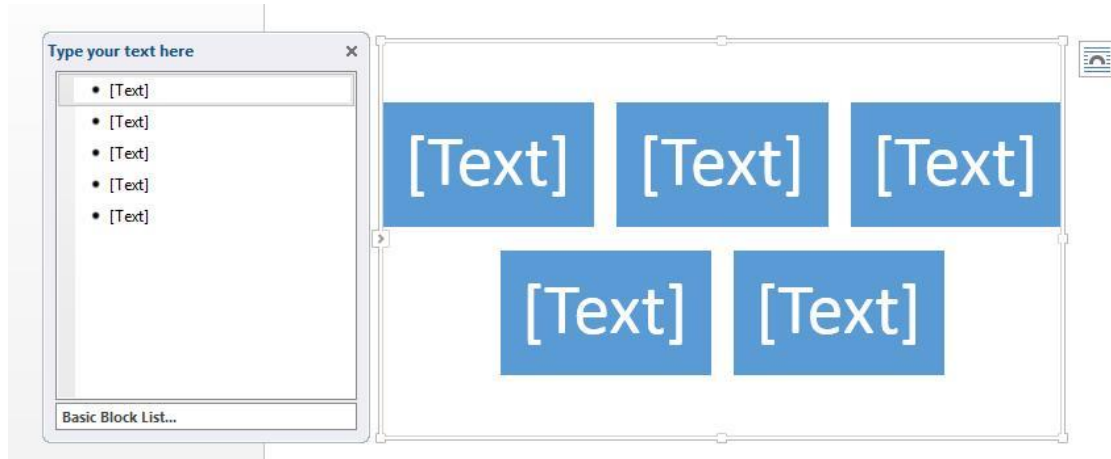 Type your text here
• [Text]
• [Text]
• [Text]
• [Text]
• [Text]
Basic Block List...
[Text] [Text] [Text]
[Text] [Text]